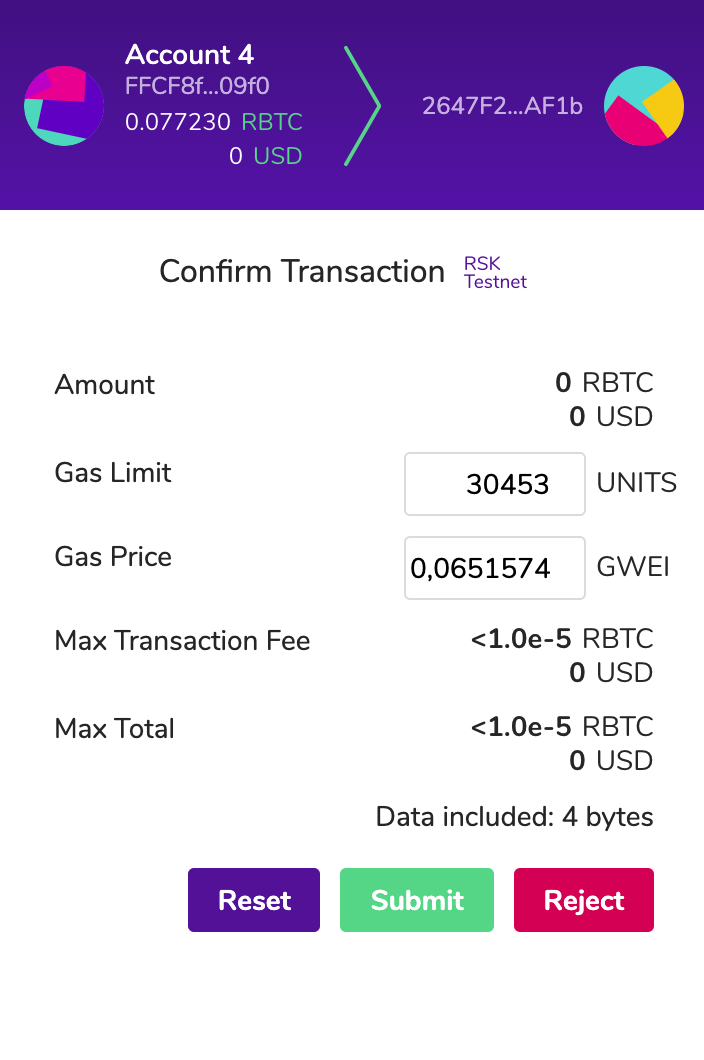 Account 4
FFCF8f...09f0
0.077230 RBTC
0 USD
2647F2...AF1b
Confirm Transaction
RSK
Testnet
Amount
0 RBTC
0 USD
Gas Limit
30453 UNITS
Gas Price
0,0651574 GWEI
Max Transaction Fee
<1.0e-5 RBTC
0 USD
Max Total
<1.0e-5 RBTC
0 USD
Data included: 4 bytes
Reset
Submit
Reject